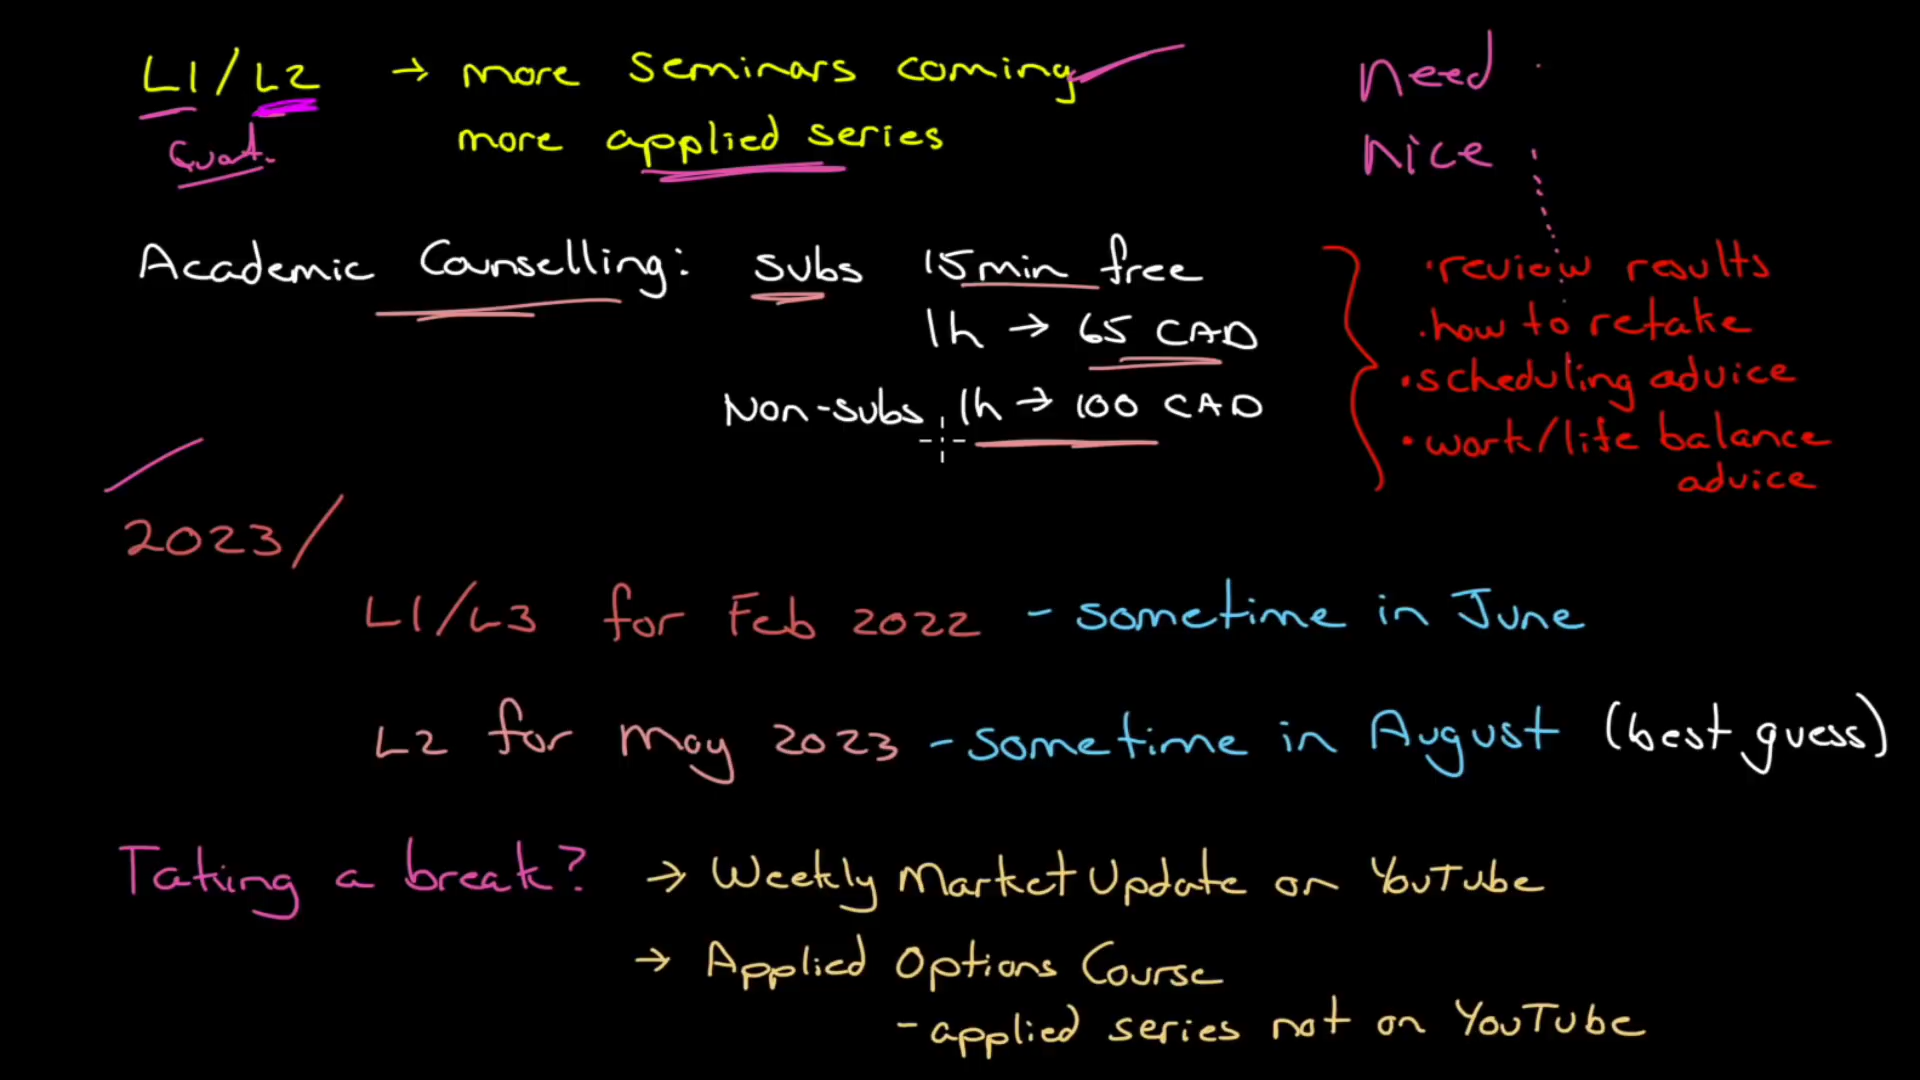 L1/L2 → more seminars coming
Quant.
more applied series
need
nice
Academic Counselling: subs 15min free
1h → 65 CAD
Non-subs 1h → 100 CAD
•review results
•how to retake
•scheduling advice
•work/life balance
advice
2023/
L1/L3 for Feb 2022 - sometime in June
L2 for may 2023 - sometime in August (best guess)
Taking a break? → Weekly Market Update on YouTube
→ Applied Options Course
- applied series not on YouTube